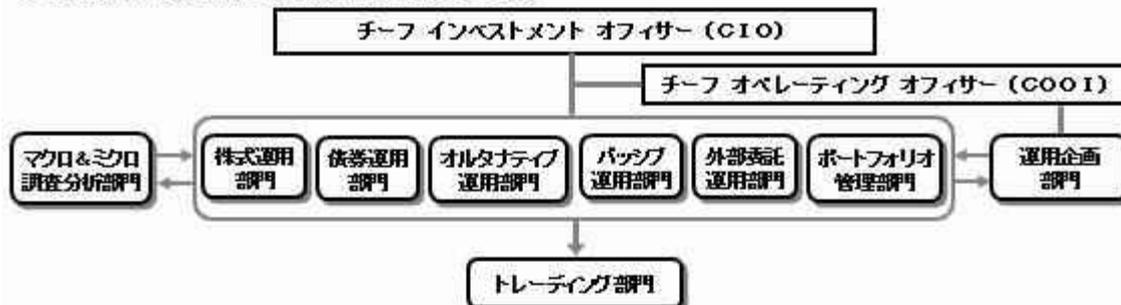 チーフ インベストメント オフィサー (CIO)
チーフ オペレーティング オフィサー (COOI)
マクロ&ミクロ
調査分析部門
株式運用
部門
債券運用
部門
オルタナティブ
運用部門
パッシブ
運用部門
外部委託
運用部門
ポートフォリオ
管理部門
運用企画
部門
トレーディング部門